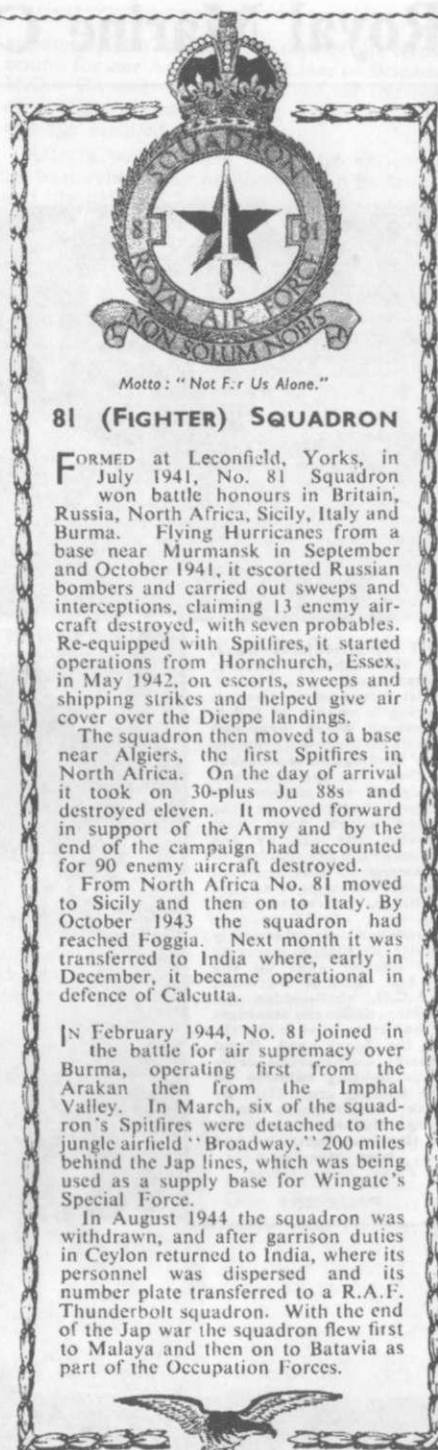 Royal Marine C
SQUADRON
81 81
ROYAL AIR FORCE
NON SOLUM NOBIS
Motto: "Not For Us Alone."
81 (FIGHTER) SQUADRON
FORMED at Leconfield, Yorks, in
July 1941, No. 81 Squadron
won battle honours in Britain,
Russia, North Africa, Sicily, Italy and
Burma. Flying Hurricanes from a
base near Murmansk in September
and October 1941, it escorted Russian
bombers and carried out sweeps and
interceptions, claiming 13 enemy air-
craft destroyed, with seven probables.
Re-equipped with Spitfires, it started
operations from Hornchurch, Essex,
in May 1942, on escorts, sweeps and
shipping strikes and helped give air
cover over the Dieppe landings.
The squadron then moved to a base
near Algiers, the first Spitfires in
North Africa. On the day of arrival
it took on 30-plus Ju 88s and
destroyed eleven. It moved forward
in support of the Army and by the
end of the campaign had accounted
for 90 enemy aircraft destroyed.
From North Africa No. 81 moved
to Sicily and then on to Italy. By
October 1943 the squadron had
reached Foggia. Next month it was
transferred to India where, early in
December, it became operational in
defence of Calcutta.
IN February 1944, No. 81 joined in
the battle for air supremacy over
Burma, operating first from the
Arakan then from the Imphal
Valley. In March, six of the squad-
ron's Spitfires were detached to the
jungle airfield "Broadway," 200 miles
behind the Jap lines, which was being
used as a supply base for Wingate's
Special Force.
In August 1944 the squadron was
withdrawn, and after garrison duties
in Ceylon returned to India, where its
personnel was dispersed and its
number plate transferred to a R.A.F.
Thunderbolt squadron. With the end
of the Jap war the squadron flew first
to Malaya and then on to Batavia as
part of the Occupation Forces.